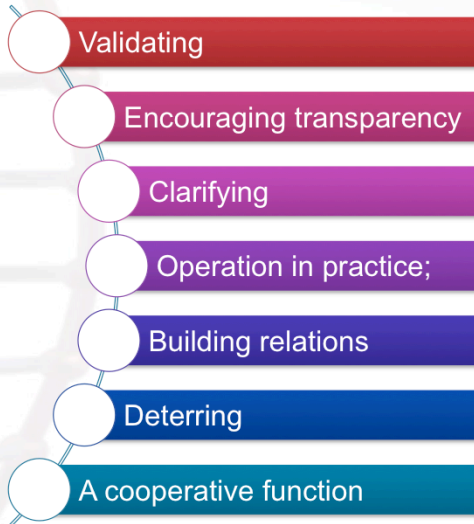 Validating
Encouraging transparency
Clarifying
Operation in practice;
Building relations
Deterring
A cooperative function